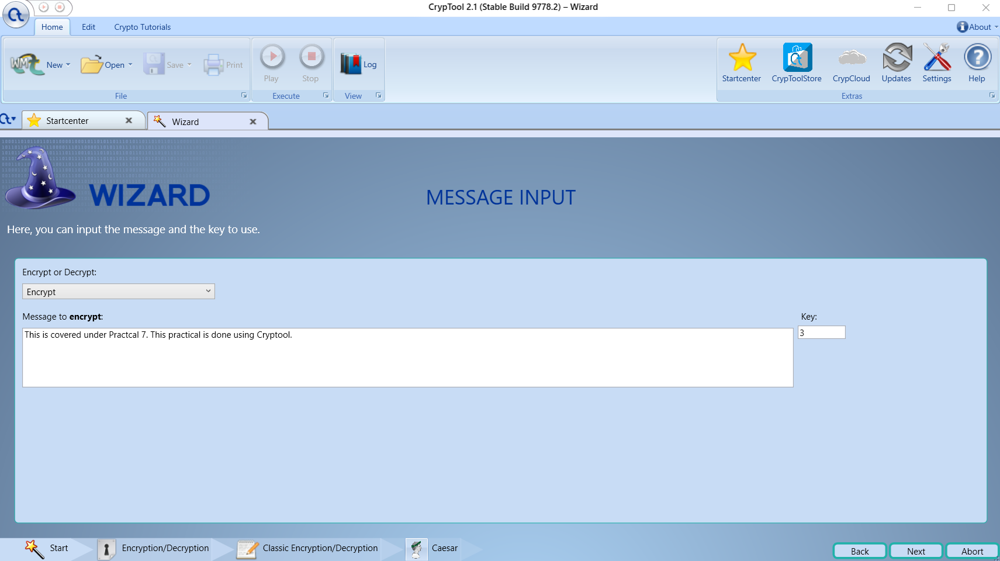 CrypTool 2.1 (Stable Build 9778.2) – Wizard
Home Edit Crypto Tutorials About
New Open Save Print Play Stop Log Startcenter CrypToolStore CrypCloud Updates Settings Help
File Execute View Extras
Startcenter Wizard
WIZARD
MESSAGE INPUT
Here, you can input the message and the key to use.
Encrypt or Decrypt:
Encrypt
Message to encrypt: Key:
This is covered under Practcal 7. This practical is done using Cryptool. 3
Start Encryption/Decryption Classic Encryption/Decryption Caesar Back Next Abort